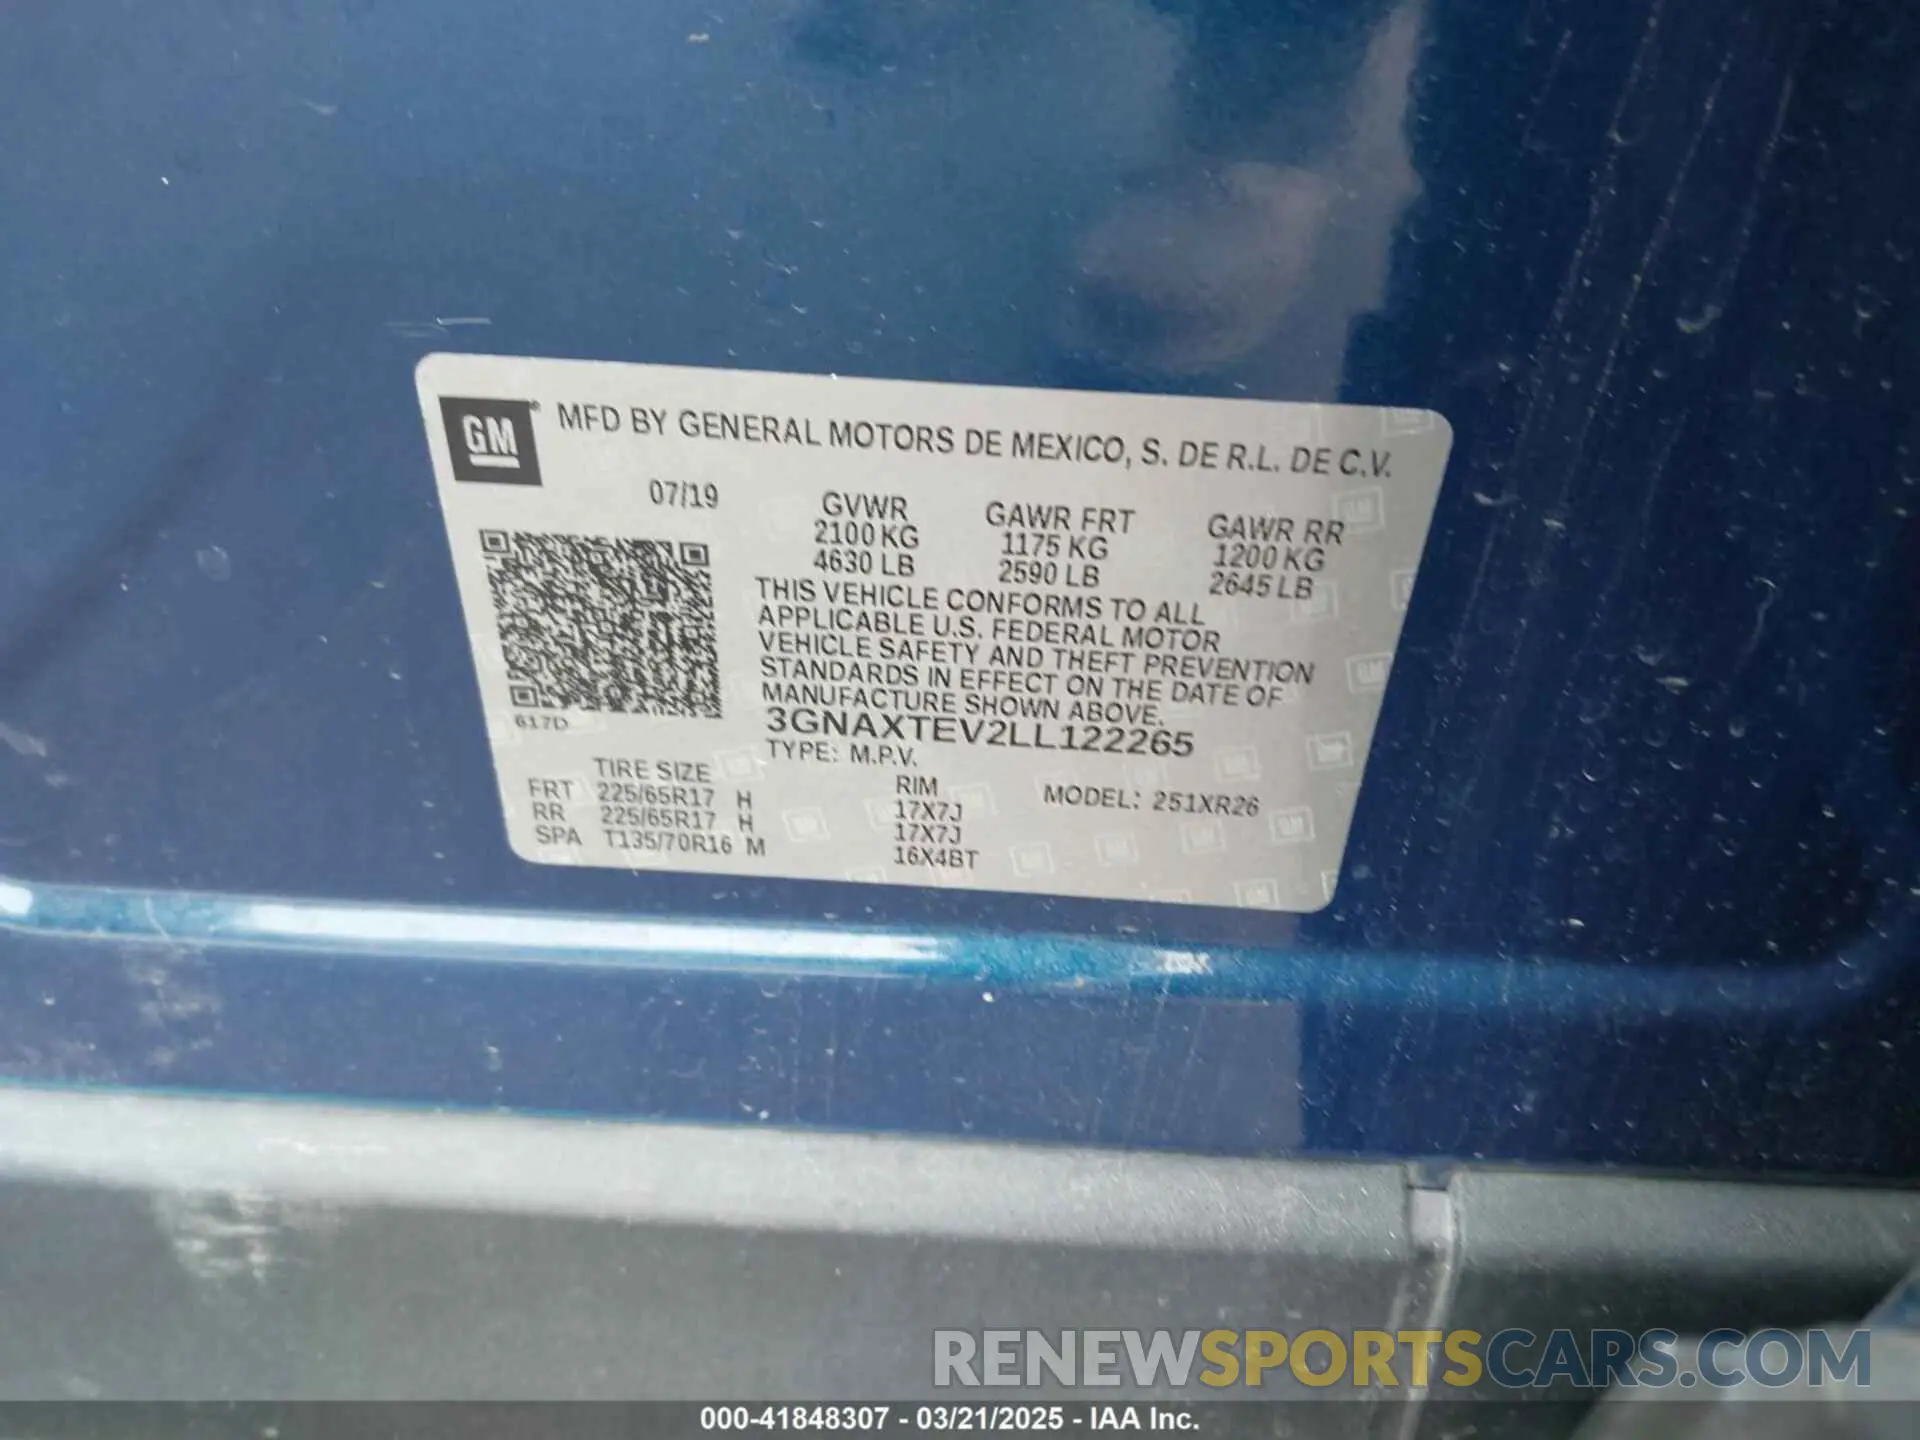 GM® MFD BY GENERAL MOTORS DE MEXICO, S. DE R.L. DE C.V.
07/19
GVWR GAWR FRT GAWR RR
2100 KG 1175 KG 1200 KG
4630 LB 2590 LB 2645 LB
THIS VEHICLE CONFORMS TO ALL
APPLICABLE U.S. FEDERAL MOTOR
VEHICLE SAFETY AND THEFT PREVENTION
STANDARDS IN EFFECT ON THE DATE OF
MANUFACTURE SHOWN ABOVE.
617D
3GNAXTEV2LL122265
TYPE: M.P.V.
TIRE SIZE RIM MODEL: 251XR26
FRT 225/65R17 H 17X7J
RR 225/65R17 H 17X7J
SPA T135/70R16 M 16X4BT
RENEWSPORTSCARS.COM
000-41848307 - 03/21/2025 - IAA Inc.